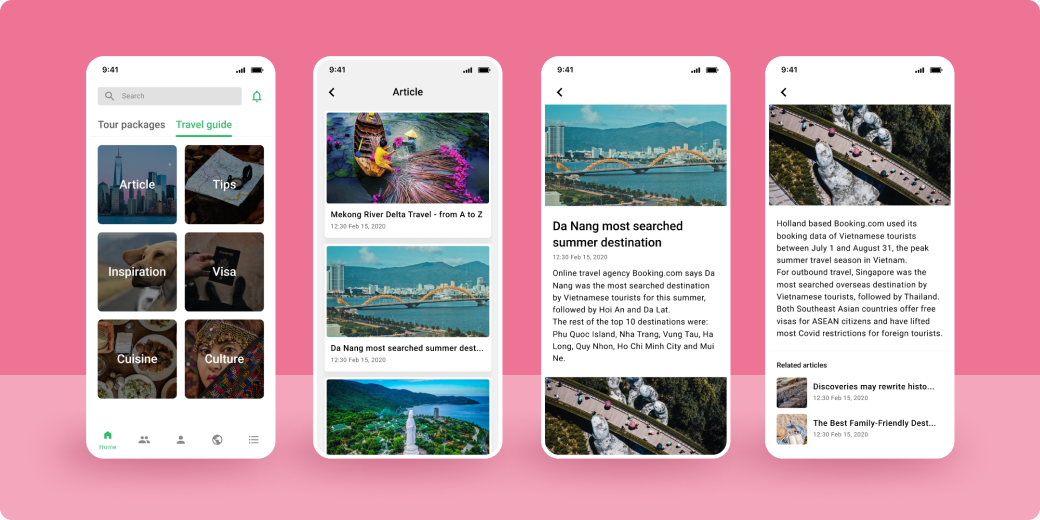 9:41
Search
Tour packages
Travel guide
Article
Tips
Inspiration
Visa
Cuisine
Culture
Home
9:41
Article
Mekong River Delta Travel - from A to Z
12:30 Feb 15, 2020
Da Nang most searched summer dest...
12:30 Feb 15, 2020
9:41
Da Nang most searched
summer destination
12:30 Feb 15, 2020
Online travel agency Booking.com says Da
Nang was the most searched destination
by Vietnamese tourists for this summer,
followed by Hoi An and Da Lat.
The rest of the top 10 destinations were:
Phu Quoc Island, Nha Trang, Vung Tau, Ha
Long, Quy Nhon, Ho Chi Minh City and Mui
Ne.
9:41
Holland based Booking.com used its
booking data of Vietnamese tourists
between July 1 and August 31, the peak
summer travel season in Vietnam.
For outbound travel, Singapore was the
most searched overseas destination by
Vietnamese tourists, followed by Thailand.
Both Southeast Asian countries offer free
visas for ASEAN citizens and have lifted
most Covid restrictions for foreign tourists.
Related articles
Discoveries may rewrite histo...
12:30 Feb 15, 2020
The Best Family-Friendly Dest...
12:30 Feb 15, 2020